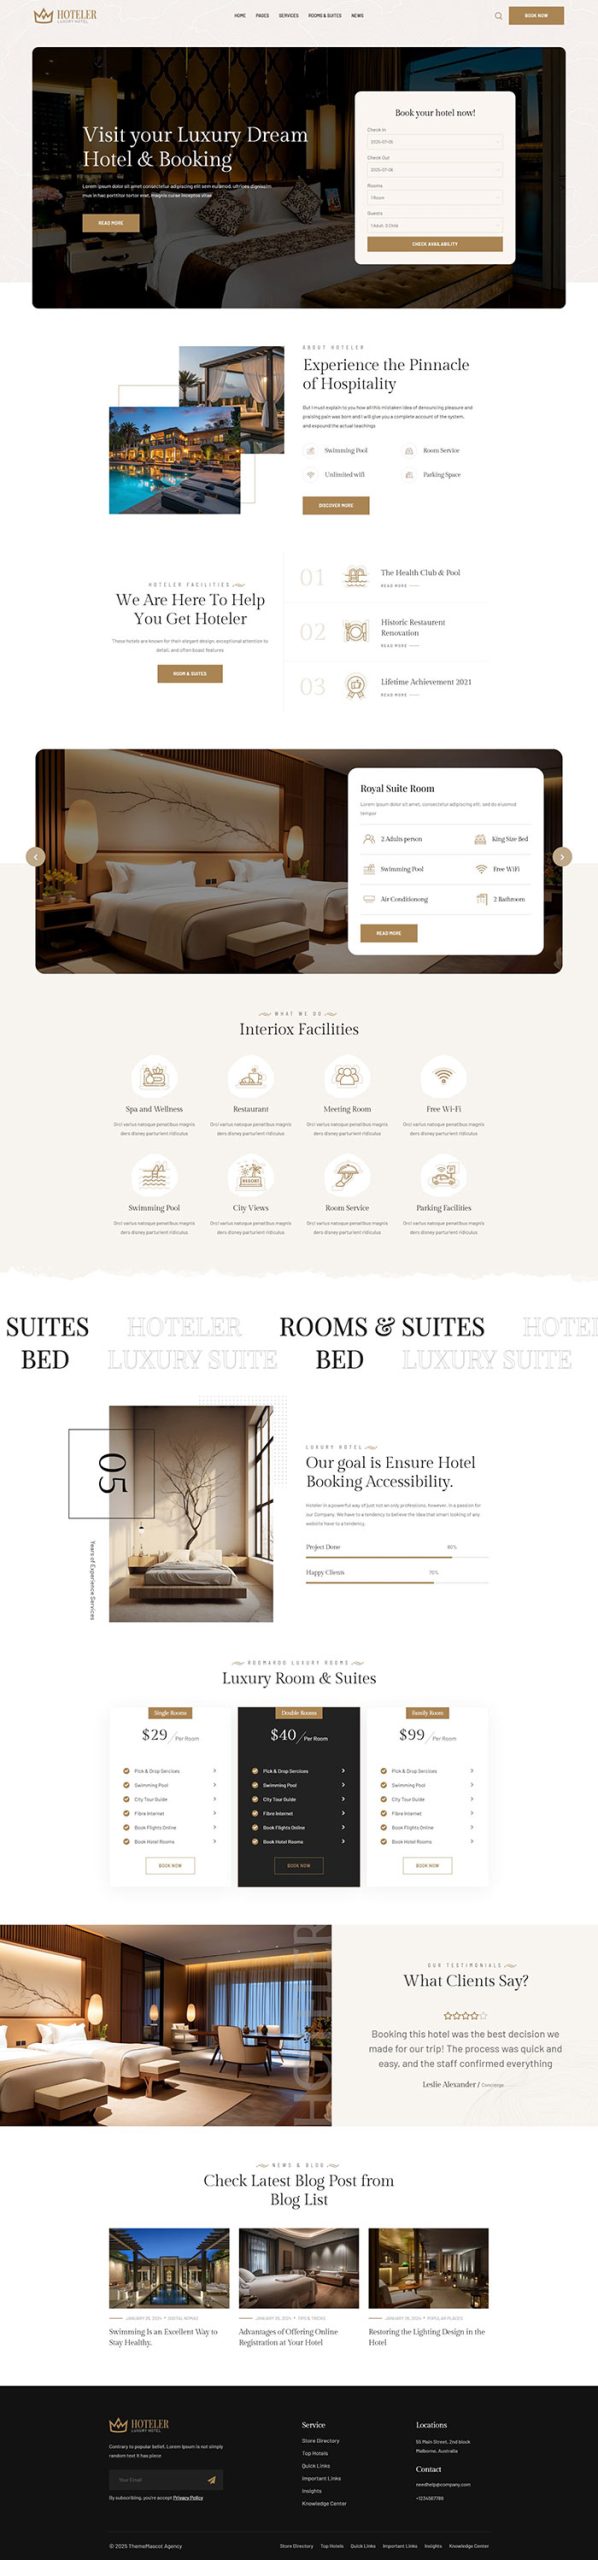 HOTELER
LUXURY HOTEL
HOME PAGES SERVICES ROOMS & SUITES NEWS
BOOK NOW
Visit your Luxury Dream
Hotel & Booking
Lorem ipsum dolor sit amet consectetur adipiscing elit sem euismod, ultrices dignissim
mus in hac porttitor tortor erat, magnis curae inceptos vitae
READ MORE
Book your hotel now!
Check In
2025-07-05
Check Out
2025-07-06
Rooms
1 Room
Guests
1 Adult, 0 Child
CHECK AVAILABILITY
ABOUT HOTELER
Experience the Pinnacle
of Hospitality
But I must explain to you how all this mistaken idea of denouncing pleasure and
praising pain was born and I will give you a complete account of the system,
and expound the actual teachings
Swimming Pool
Room Service
Unlimited wifi
Parking Space
DISCOVER MORE
HOTELER FACILITIES
We Are Here To Help
You Get Hoteler
These hotels are known for their elegant design, exceptional attention to
detail, and often boast features
ROOM & SUITES
01
The Health Club & Pool
READ MORE
02
Historic Restaurent
Renovation
READ MORE
03
Lifetime Achievement 2021
READ MORE
Royal Suite Room
Lorem ipsum dolor sit amet, consectetur adipiscing elit, sed do eiusmod
tempor
2 Adults person
King Size Bed
Swimming Pool
Free WiFi
Air Conditionong
2 Bathroom
READ MORE
WHAT WE DO
Interiox Facilities
Spa and Wellness
Restaurant
Meeting Room
Free Wi-Fi
Orci varius natoque penatibus magnis
ders disney parturient ridiculus
Orci varius natoque penatibus magnis
ders disney parturient ridiculus
Orci varius natoque penatibus magnis
ders disney parturient ridiculus
Orci varius natoque penatibus magnis
ders disney parturient ridiculus
RESORT
Swimming Pool
City Views
Room Service
Parking Facilities
Orci varius natoque penatibus magnis
ders disney parturient ridiculus
Orci varius natoque penatibus magnis
ders disney parturient ridiculus
Orci varius natoque penatibus magnis
ders disney parturient ridiculus
Orci varius natoque penatibus magnis
ders disney parturient ridiculus
SUITES HOTELER ROOMS & SUITES HOTEL
BED LUXURY SUITE BED LUXURY SUITE
05
Years of Experience Services
LUXURY HOTEL
Our goal is Ensure Hotel
Booking Accessibility.
Hoteler in a powerful way of just not an only professions, however, in a passion for
our Company. We have to a tendency to believe the idea that smart looking of any
website have to a tendency
Project Done 80%
Happy Clients 70%
ROOMAROO LUXURY ROOMS
Luxury Room & Suites
Single Rooms
$29 / Per Room
Pick & Drop Services
Swimming Pool
City Tour Guide
Fibre Internet
Book Flights Online
Book Hotel Rooms
BOOK NOW
Double Rooms
$40 / Per Room
Pick & Drop Services
Swimming Pool
City Tour Guide
Fibre Internet
Book Flights Online
Book Hotel Rooms
BOOK NOW
Family Room
$99 / Per Room
Pick & Drop Services
Swimming Pool
City Tour Guide
Fibre Internet
Book Flights Online
Book Hotel Rooms
BOOK NOW
HOTELER
OUR TESTIMONIALS
What Clients Say?
Booking this hotel was the best decision we
made for our trip! The process was quick and
easy, and the staff confirmed everything
Leslie Alexander / Concierge
NEWS & BLOG
Check Latest Blog Post from
Blog List
JANUARY 26, 2024 • DIGITAL NOMAD
Swimming Is an Excellent Way to
Stay Healthy.
JANUARY 26, 2024 • TIPS & TRICKS
Advantages of Offering Online
Registration at Your Hotel
JANUARY 26, 2024 • POPULAR PLACES
Restoring the Lighting Design in the
Hotel
HOTELER
LUXURY HOTEL
Contrary to popular belief, Lorem Ipsum is not simply
random text It has piece
Your Email
By subscribing, you're accept Privacy Policy
Service
Store Directory
Top Hotels
Quick Links
Important Links
Insights
Knowledge Center
Locations
55 Main Street, 2nd block
Melborne, Australia
Contact
needhelp@company.com
+1234567789
© 2025 ThemeMascot Agency
Store Directory Top Hotels Quick Links Important Links Insights Knowledge Center